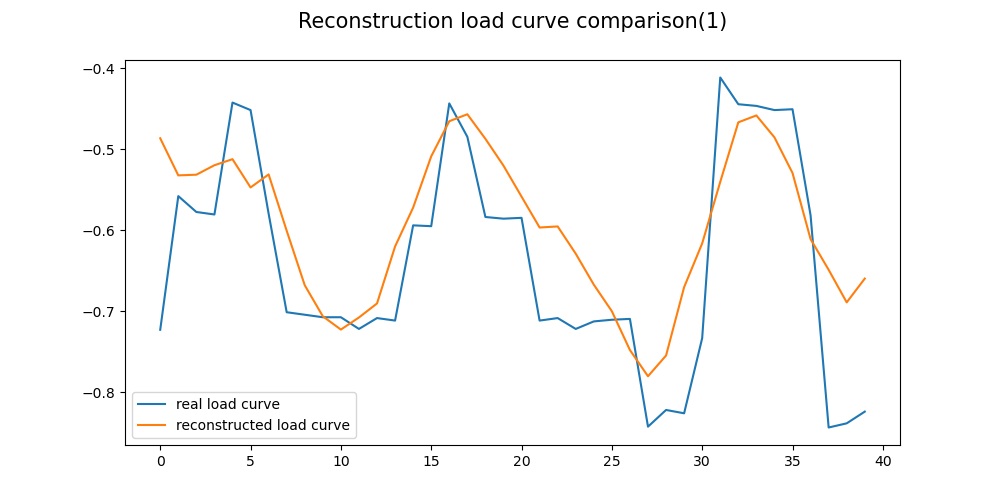 Reconstruction load curve comparison(1)
−0.4
−0.5
−0.6
−0.7
−0.8
real load curve
reconstructed load curve
0 5 10 15 20 25 30 35 40